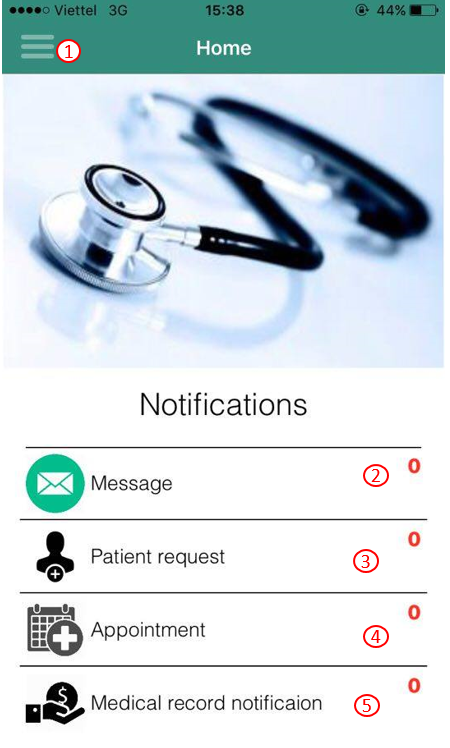 Viettel 3G 15:38 44%
1 Home
Notifications
Message 2 0
Patient request 3 0
Appointment 4 0
Medical record notificaion 5 0